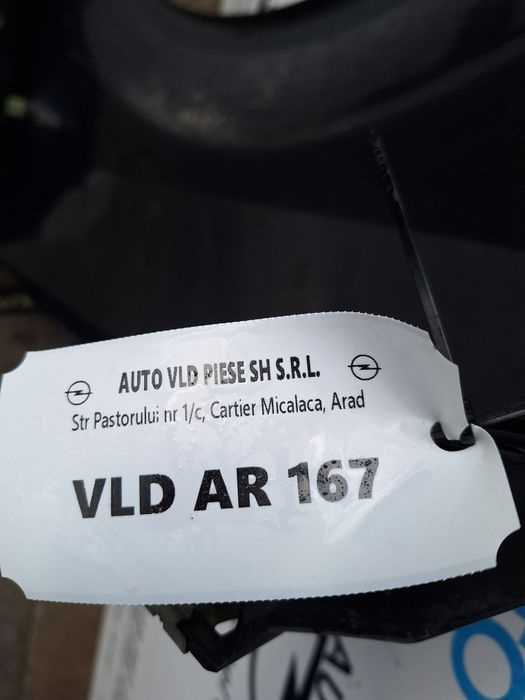 AUTO VLD PIESE SH S.R.L.
Str Pastorului nr 1/c, Cartier Micalaca, Arad
VLD AR 167